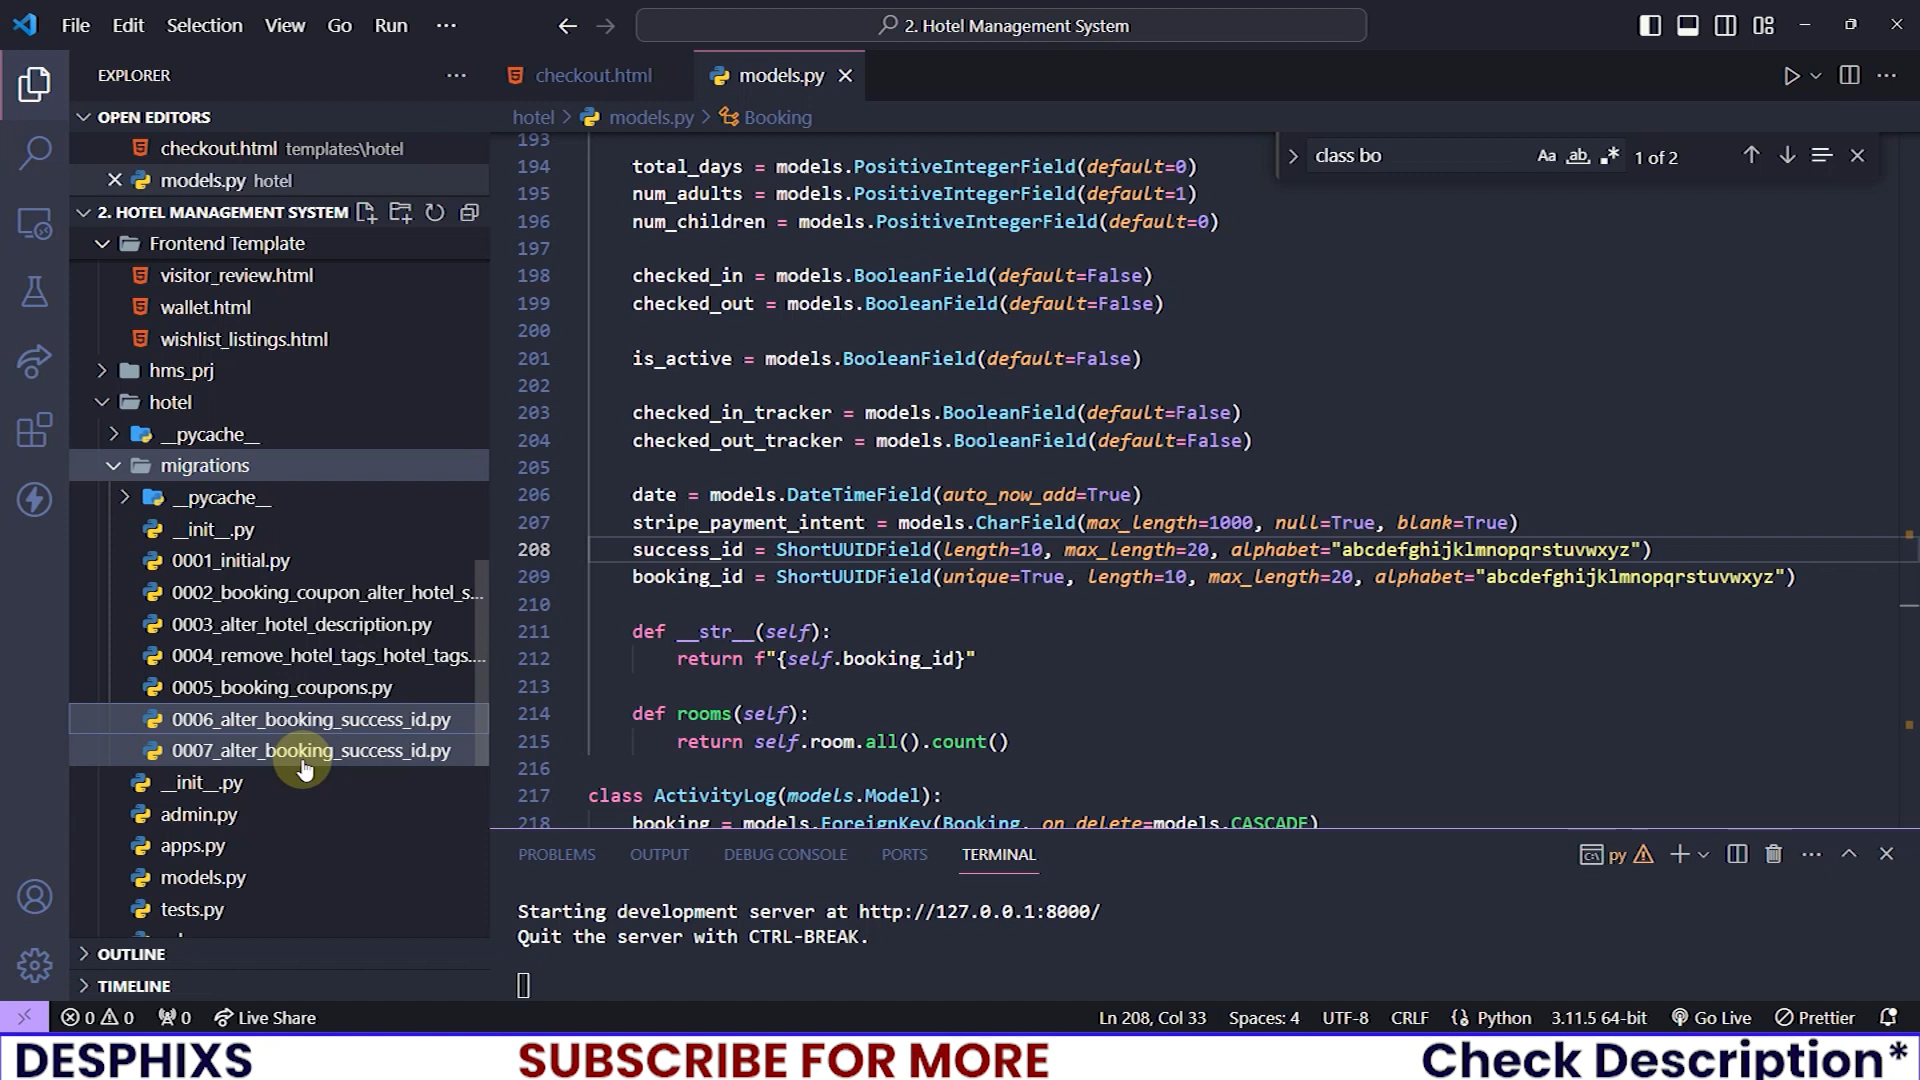 File Edit Selection View Go Run ···
2. Hotel Management System
EXPLORER
OPEN EDITORS
checkout.html templates\hotel
models.py hotel
2. HOTEL MANAGEMENT SYSTEM
Frontend Template
visitor_review.html
wallet.html
wishlist_listings.html
hms_prj
hotel
__pycache__
migrations
__pycache__
__init__.py
0001_initial.py
0002_booking_coupon_alter_hotel_s...
0003_alter_hotel_description.py
0004_remove_hotel_tags_hotel_tags....
0005_booking_coupons.py
0006_alter_booking_success_id.py
0007_alter_booking_success_id.py
__init__.py
admin.py
apps.py
models.py
tests.py
OUTLINE
TIMELINE
checkout.html models.py
hotel > models.py > Booking
class bo
Aa ab .* 1 of 2
193
194 total_days = models.PositiveIntegerField(default=0)
195 num_adults = models.PositiveIntegerField(default=1)
196 num_children = models.PositiveIntegerField(default=0)
197
198 checked_in = models.BooleanField(default=False)
199 checked_out = models.BooleanField(default=False)
200
201 is_active = models.BooleanField(default=False)
202
203 checked_in_tracker = models.BooleanField(default=False)
204 checked_out_tracker = models.BooleanField(default=False)
205
206 date = models.DateTimeField(auto_now_add=True)
207 stripe_payment_intent = models.CharField(max_length=1000, null=True, blank=True)
208 success_id = ShortUUIDField(length=10, max_length=20, alphabet="abcdefghijklmnopqrstuvwxyz")
209 booking_id = ShortUUIDField(unique=True, length=10, max_length=20, alphabet="abcdefghijklmnopqrstuvwxyz")
210
211 def __str__(self):
212 return f"{self.booking_id}"
213
214 def rooms(self):
215 return self.room.all().count()
216
217 class ActivityLog(models.Model):
218 booking = models.ForeignKey(Booking, on_delete=models.CASCADE)
PROBLEMS OUTPUT DEBUG CONSOLE PORTS TERMINAL
py
Starting development server at http://127.0.0.1:8000/
Quit the server with CTRL-BREAK.
0 0 0 Live Share
Ln 208, Col 33 Spaces: 4 UTF-8 CRLF Python 3.11.5 64-bit Go Live Prettier
DESPHIXS SUBSCRIBE FOR MORE Check Description*